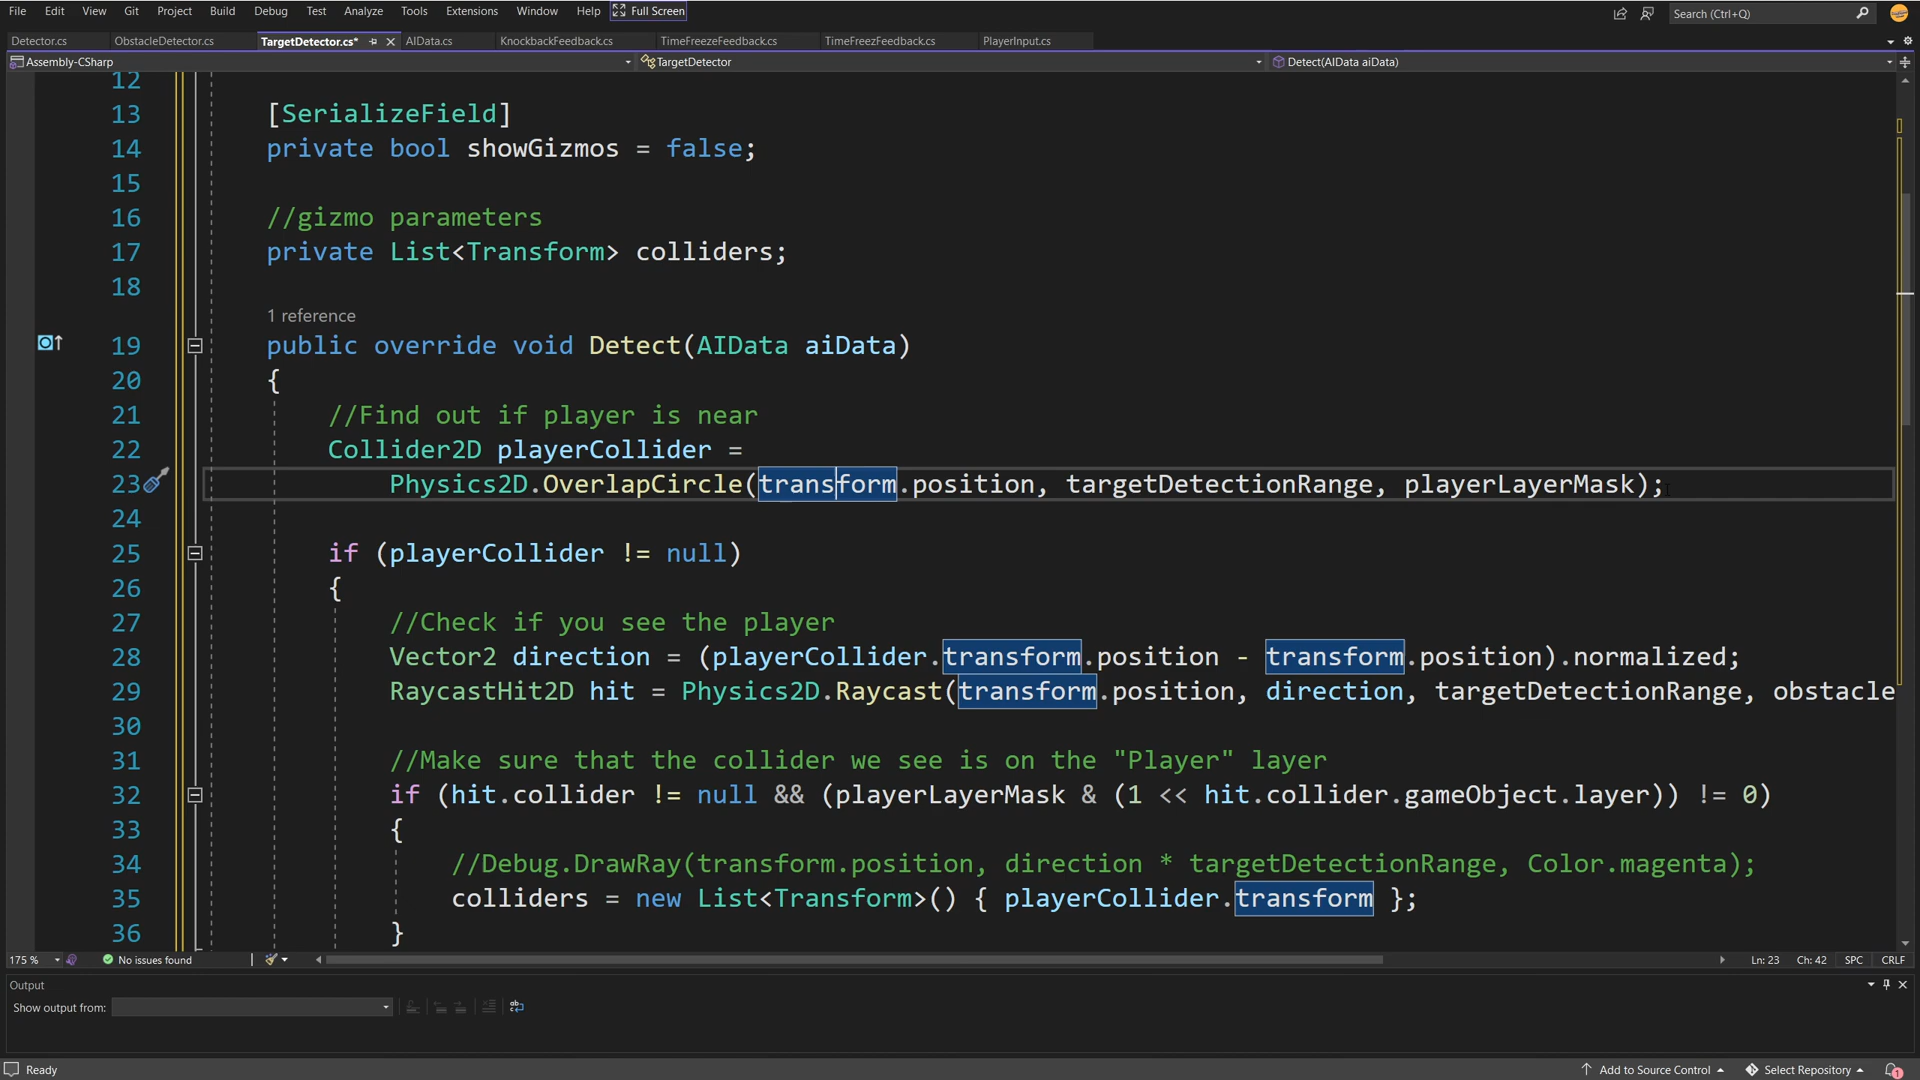 File Edit View Git Project Build Debug Test Analyze Tools Extensions Window Help Full Screen Search (Ctrl+Q)
Detector.cs ObstacleDetector.cs TargetDetector.cs* AIData.cs KnockbackFeedback.cs TimeFreezeFeedback.cs TimeFreezFeedback.cs PlayerInput.cs
Assembly-CSharp TargetDetector Detect(AIData aiData)
12
13 [SerializeField]
14 private bool showGizmos = false;
15
16 //gizmo parameters
17 private List<Transform> colliders;
18
1 reference
19 public override void Detect(AIData aiData)
20 {
21 //Find out if player is near
22 Collider2D playerCollider =
23 Physics2D.OverlapCircle(transform.position, targetDetectionRange, playerLayerMask);
24
25 if (playerCollider != null)
26 {
27 //Check if you see the player
28 Vector2 direction = (playerCollider.transform.position - transform.position).normalized;
29 RaycastHit2D hit = Physics2D.Raycast(transform.position, direction, targetDetectionRange, obstacle
30
31 //Make sure that the collider we see is on the "Player" layer
32 if (hit.collider != null && (playerLayerMask & (1 << hit.collider.gameObject.layer)) != 0)
33 {
34 //Debug.DrawRay(transform.position, direction * targetDetectionRange, Color.magenta);
35 colliders = new List<Transform>() { playerCollider.transform };
36 }
175 % No issues found Ln: 23 Ch: 42 SPC CRLF
Output
Show output from:
Ready Add to Source Control Select Repository 1